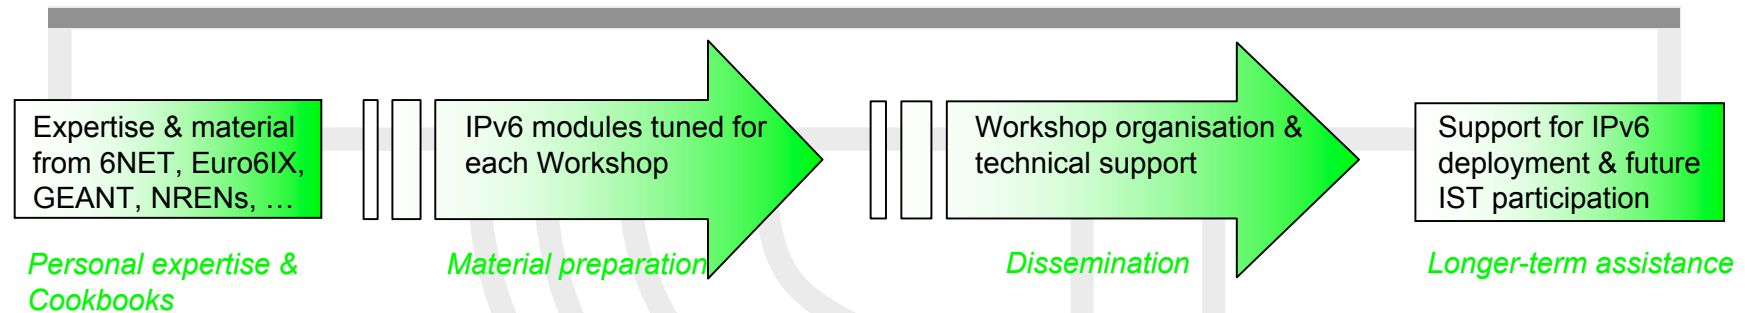 Expertise & material
from 6NET, Euro6IX,
GEANT, NRENs, …
IPv6 modules tuned for
each Workshop
Workshop organisation &
technical support
Support for IPv6
deployment & future
IST participation
Personal expertise &
Cookbooks
Material preparation
Dissemination
Longer-term assistance